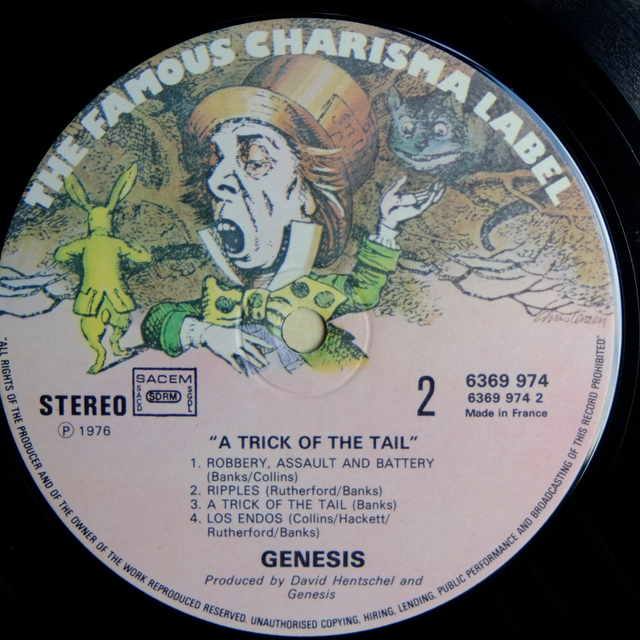 THE FAMOUS CHARISMA LABEL
STEREO
SACEM
SACD
SDRM
SGDL
2
6369 974
6369 974 2
Made in France
Ⓟ 1976
"A TRICK OF THE TAIL"
1. ROBBERY, ASSAULT AND BATTERY
(Banks/Collins)
2. RIPPLES (Rutherford/Banks)
3. A TRICK OF THE TAIL (Banks)
4. LOS ENDOS (Collins/Hackett/
Rutherford/Banks)
GENESIS
Produced by David Hentschel and
Genesis
"ALL RIGHTS OF THE PRODUCER AND OF THE OWNER OF THE WORK REPRODUCED RESERVED. UNAUTHORISED COPYING, HIRING, LENDING, PUBLIC PERFORMANCE AND BROADCASTING OF THIS RECORD PROHIBITED"